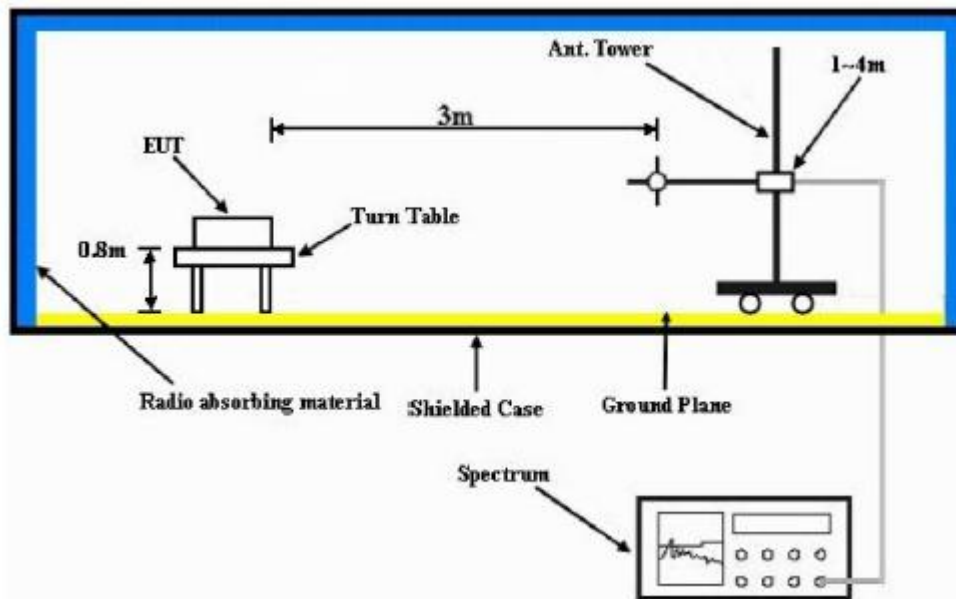 Ant. Tower
1~4m
3m
EUT
Turn Table
0.8m
Radio absorbing material
Shielded Case
Ground Plane
Spectrum